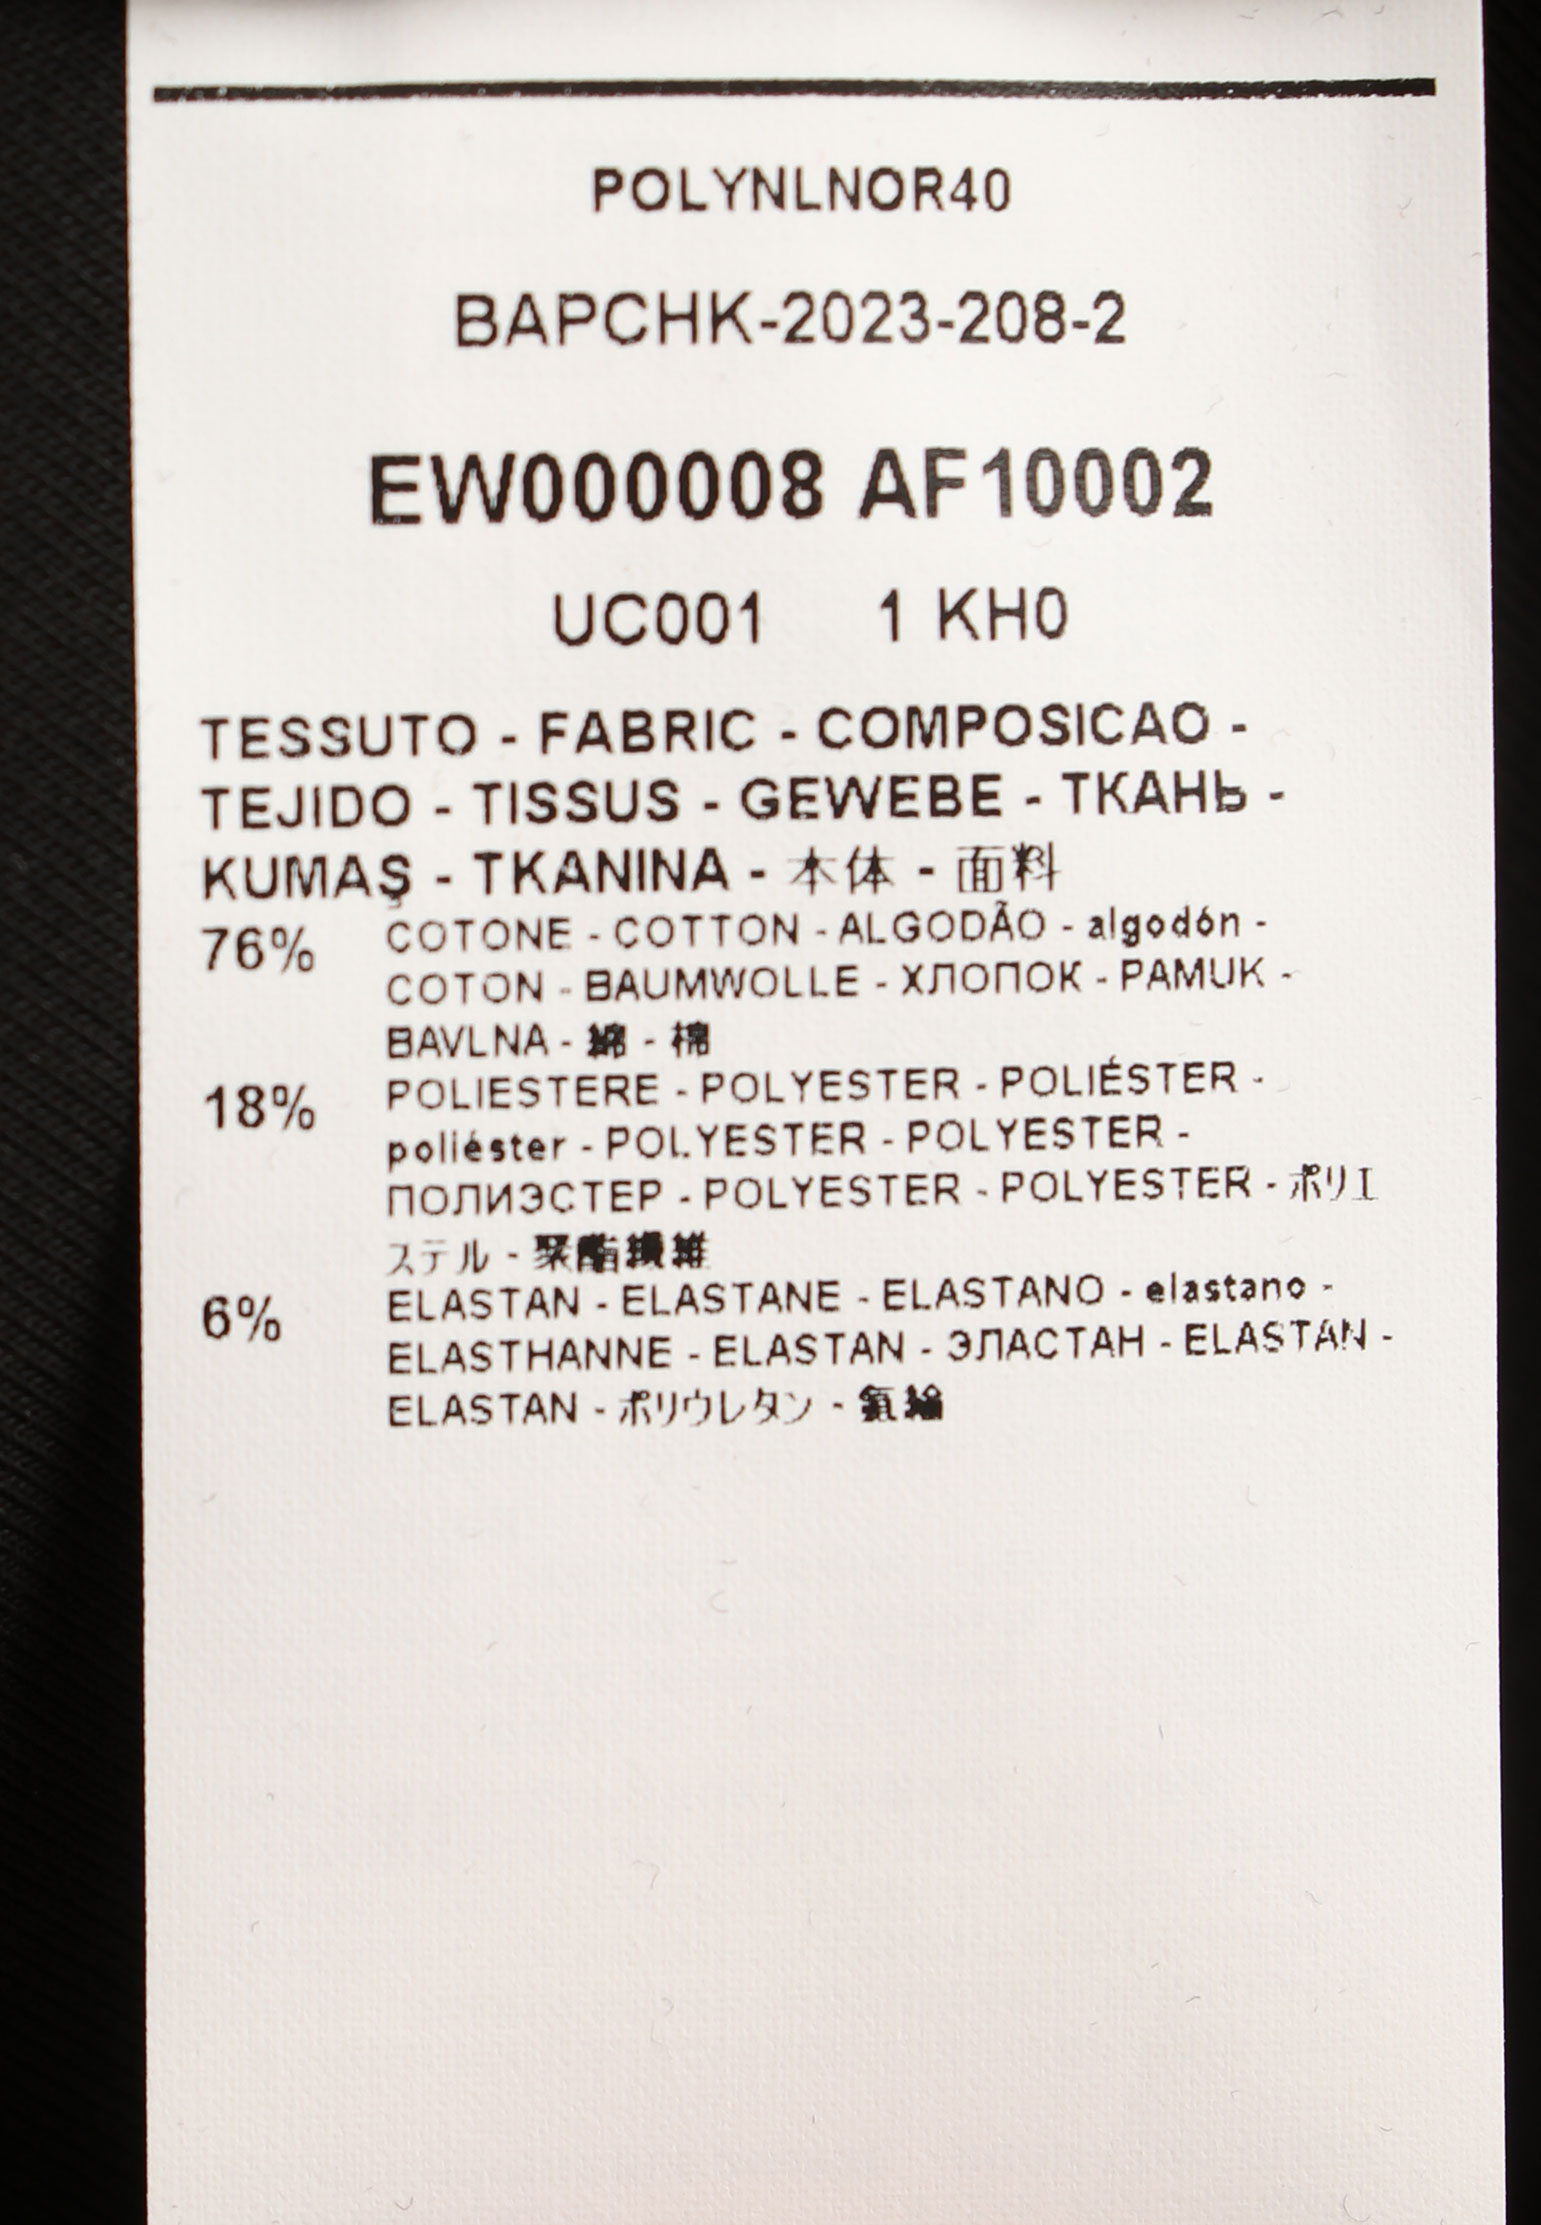 POLYNLNOR40
BAPCHK-2023-208-2
EW000008 AF10002
UC001 1 KH0
TESSUTO - FABRIC - COMPOSICAO -
TEJIDO - TISSUS - GEWEBE - ТКАНЬ -
KUMAŞ - TKANINA - 本体 - 面料
76% COTONE - COTTON - ALGODÃO - algodón -
COTON - BAUMWOLLE - ХЛОПОК - PAMUK -
BAVLNA - 綿 - 棉
18% POLIESTERE - POLYESTER - POLIÉSTER -
poliéster - POLYESTER - POLYESTER -
ПОЛИЭСТЕР - POLYESTER - POLYESTER - ポリエ
ステル - 聚酯纖維
6% ELASTAN - ELASTANE - ELASTANO - elastano -
ELASTHANNE - ELASTAN - ЭЛАСТАН - ELASTAN -
ELASTAN - ポリウレタン -